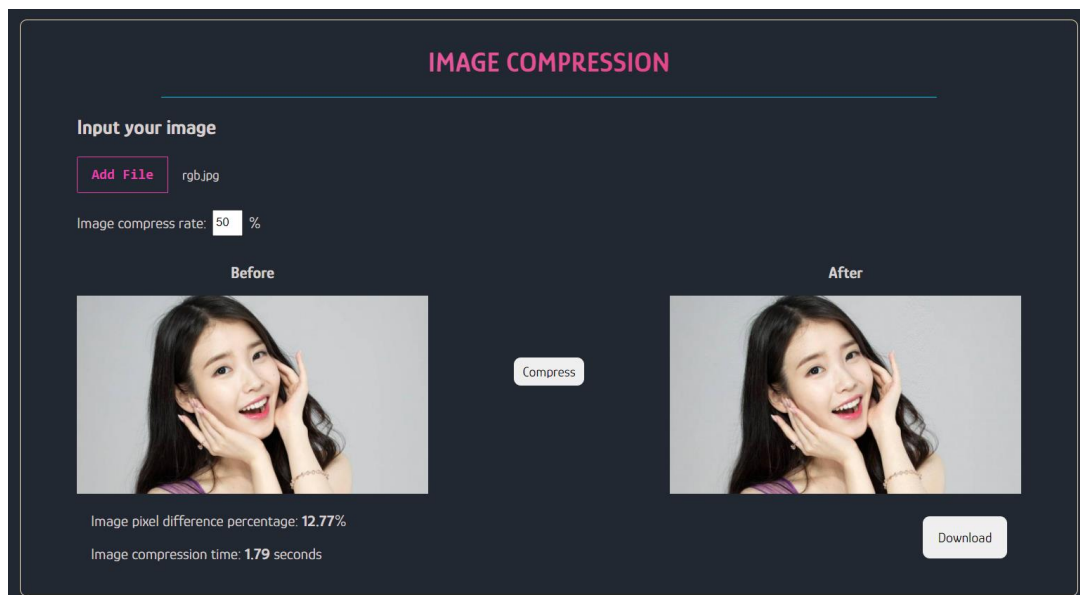 IMAGE COMPRESSION
Input your image
Add File rgb.jpg
Image compress rate: 50 %
Before After
Compress
Image pixel difference percentage: 12.77%
Image compression time: 1.79 seconds
Download